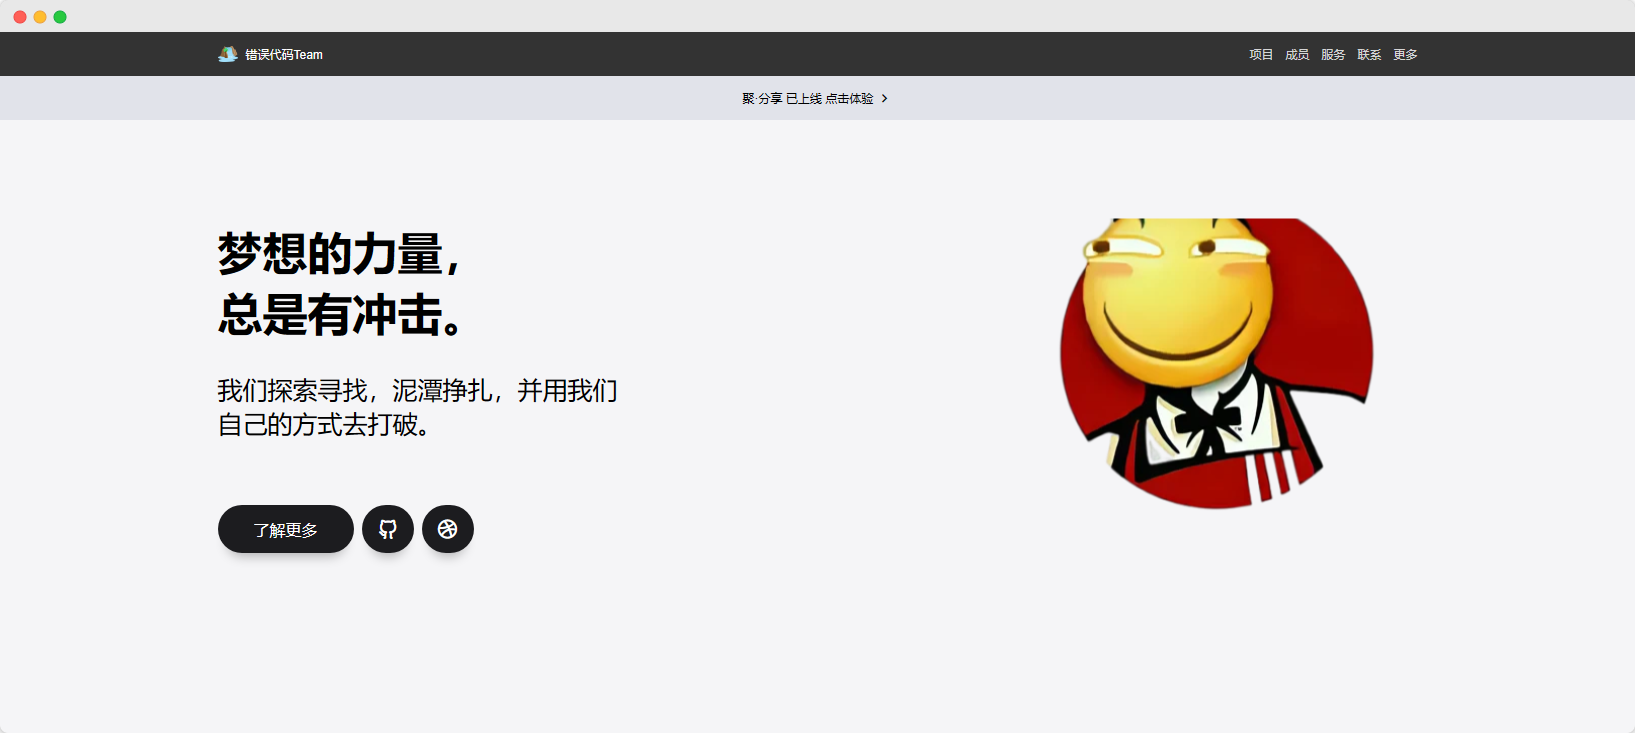 错误代码Team
项目 成员 服务 联系 更多
聚·分享 已上线 点击体验
梦想的力量，
总是有冲击。
我们探索寻找，泥潭挣扎，并用我们
自己的方式去打破。
了解更多